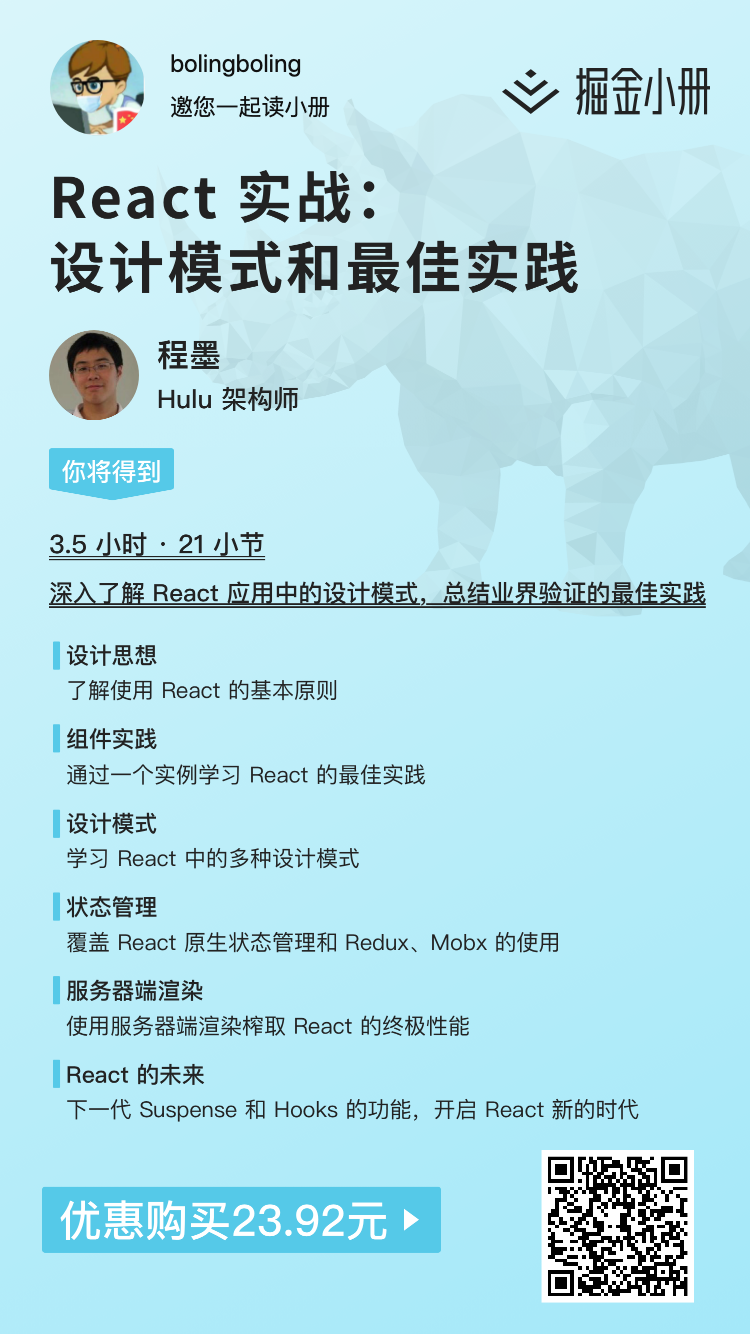 bolingboling
邀您一起读小册
掘金小册
React 实战：
设计模式和最佳实践
程墨
Hulu 架构师
你将得到
3.5 小时 · 21 小节
深入了解 React 应用中的设计模式，总结业界验证的最佳实践
设计思想
了解使用 React 的基本原则
组件实践
通过一个实例学习 React 的最佳实践
设计模式
学习 React 中的多种设计模式
状态管理
覆盖 React 原生状态管理和 Redux、Mobx 的使用
服务器端渲染
使用服务器端渲染榨取 React 的终极性能
React 的未来
下一代 Suspense 和 Hooks 的功能，开启 React 新的时代
优惠购买23.92元